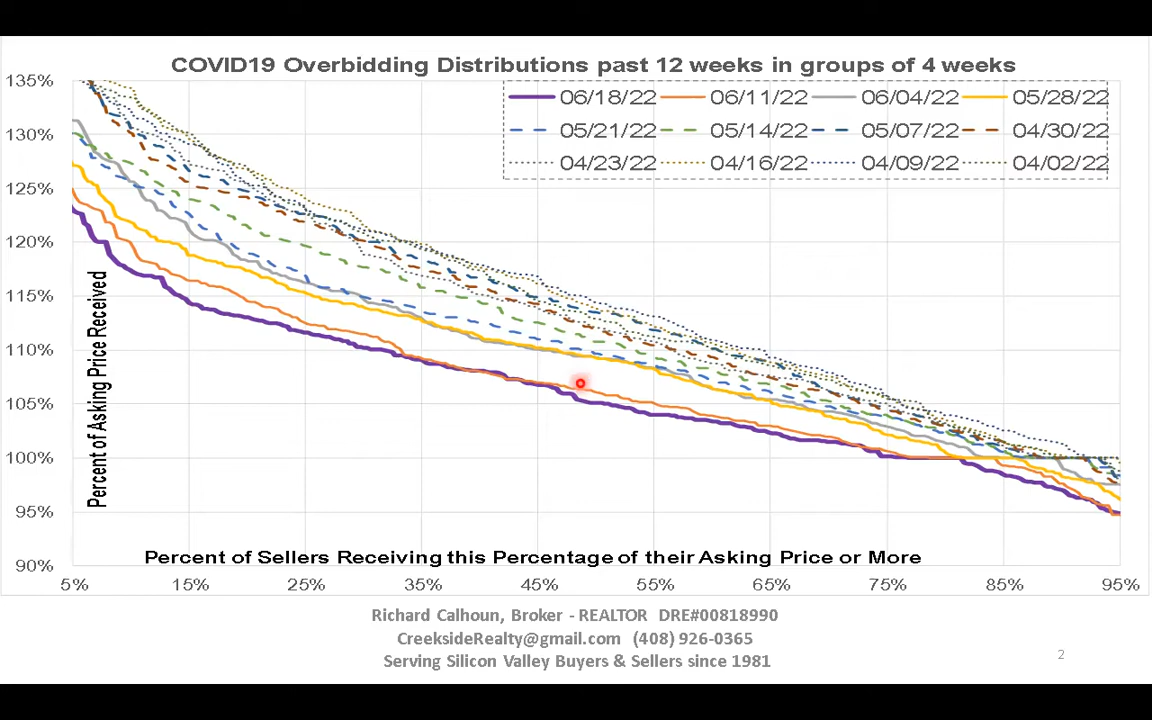 COVID19 Overbidding Distributions past 12 weeks in groups of 4 weeks
135%
130%
125%
120%
115%
110%
105%
100%
95%
90%
06/18/22 06/11/22 06/04/22 05/28/22
05/21/22 05/14/22 05/07/22 04/30/22
04/23/22 04/16/22 04/09/22 04/02/22
Percent of Asking Price Received
Percent of Sellers Receiving this Percentage of their Asking Price or More
5% 15% 25% 35% 45% 55% 65% 75% 85% 95%
Richard Calhoun, Broker - REALTOR DRE#00818990
CreeksideRealty@gmail.com (408) 926-0365
Serving Silicon Valley Buyers & Sellers since 1981
2